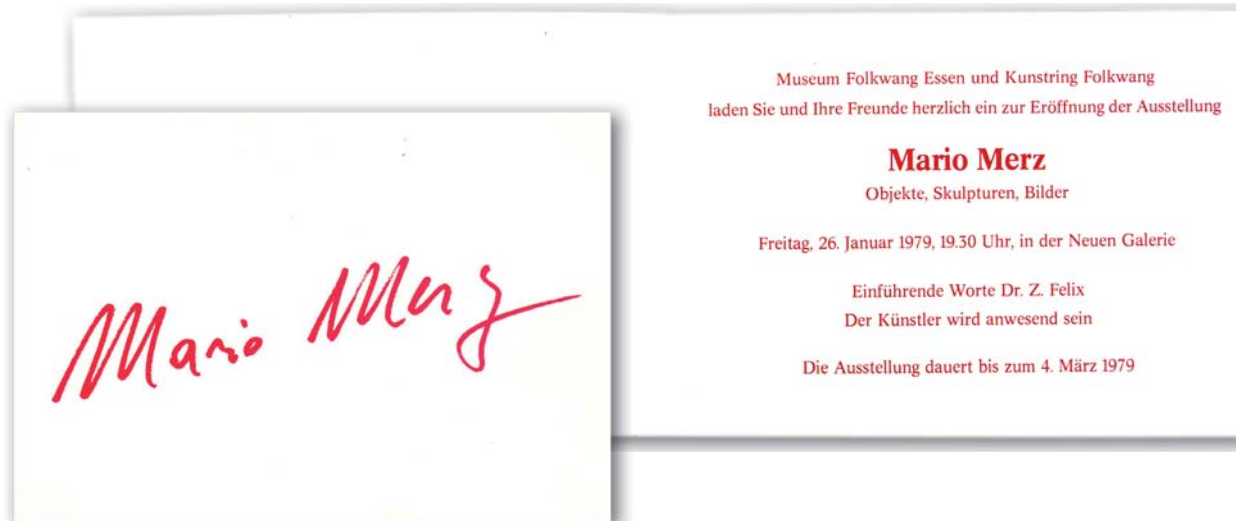 Mario Merz
Museum Folkwang Essen und Kunstring Folkwang
laden Sie und Ihre Freunde herzlich ein zur Eröffnung der Ausstellung
Mario Merz
Objekte, Skulpturen, Bilder
Freitag, 26. Januar 1979, 19.30 Uhr, in der Neuen Galerie
Einführende Worte Dr. Z. Felix
Der Künstler wird anwesend sein
Die Ausstellung dauert bis zum 4. März 1979